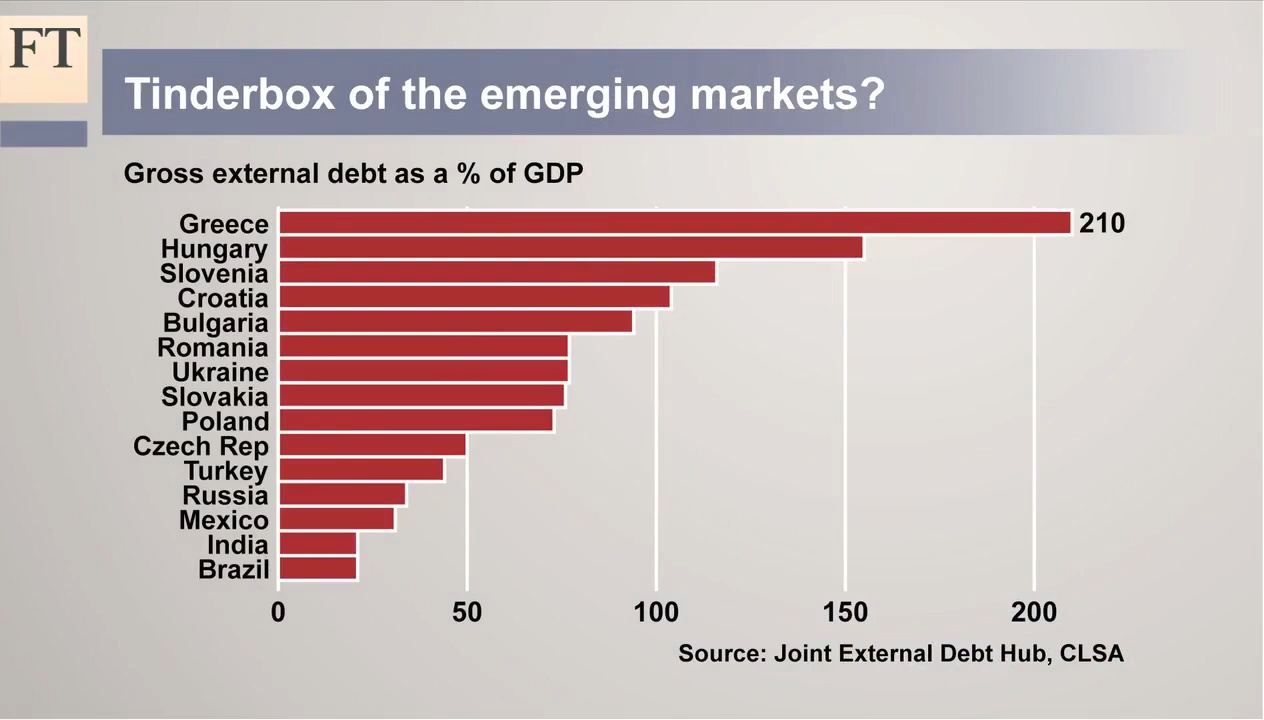 FT
Tinderbox of the emerging markets?
Gross external debt as a % of GDP
Greece 210
Hungary
Slovenia
Croatia
Bulgaria
Romania
Ukraine
Slovakia
Poland
Czech Rep
Turkey
Russia
Mexico
India
Brazil
0 50 100 150 200
Source: Joint External Debt Hub, CLSA